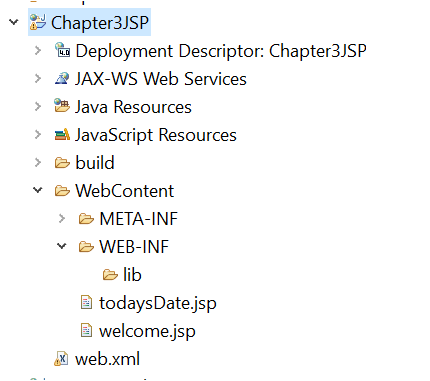 Chapter3JSP
Deployment Descriptor: Chapter3JSP
JAX-WS Web Services
Java Resources
JavaScript Resources
build
WebContent
META-INF
WEB-INF
lib
todaysDate.jsp
welcome.jsp
web.xml